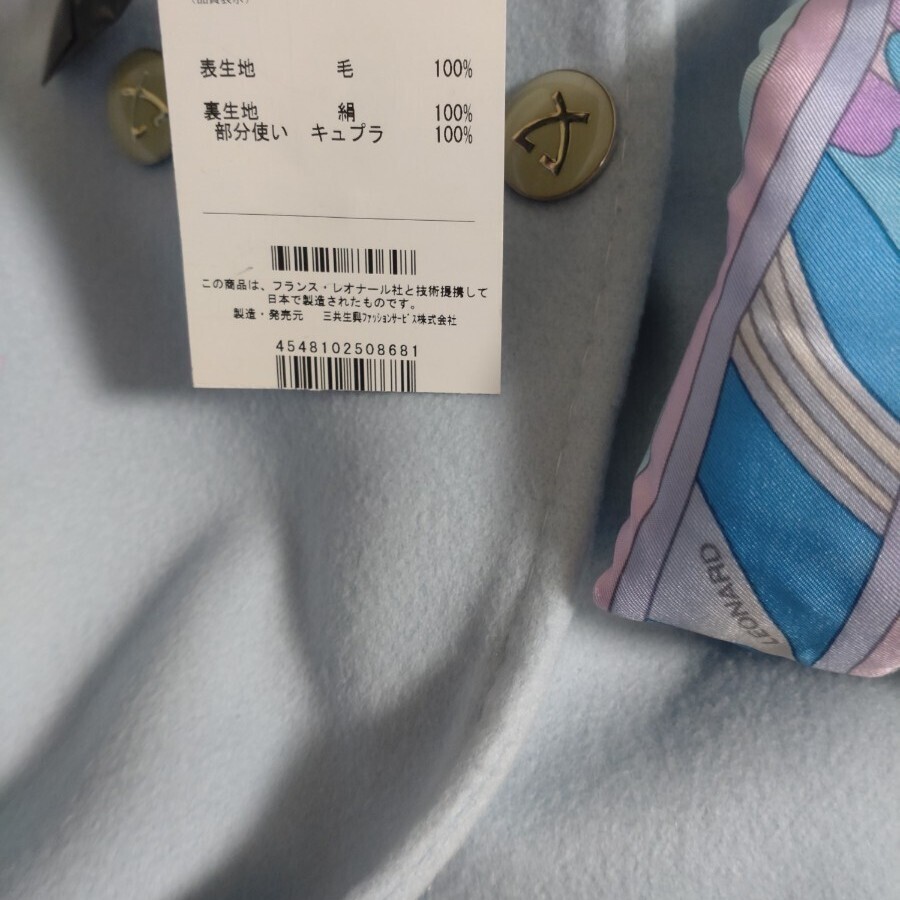 (品質表示)
表生地 毛 100%
裏生地 絹 100%
部分使い キュプラ 100%
この商品は、フランス・レオナール社と技術提携して
日本で製造されたものです。
製造・発売元 三共生興ファッションサービス株式会社
4548102508681
LEONARD